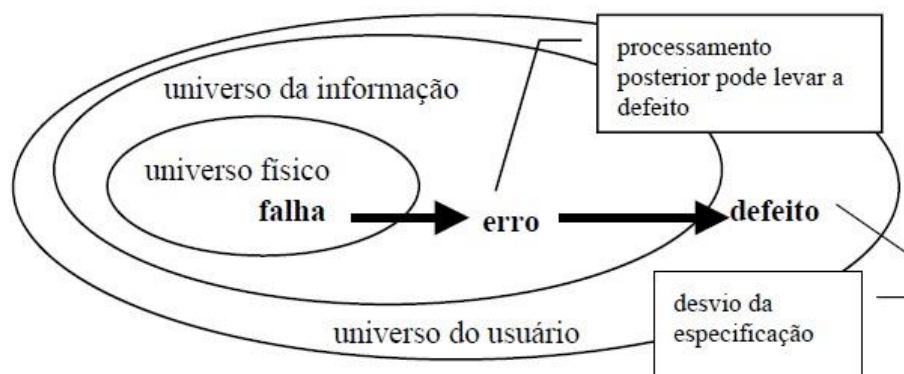 processamento
posterior pode levar a
defeito
universo da informação
universo físico
falha
erro
defeito
desvio da
especificação
universo do usuário